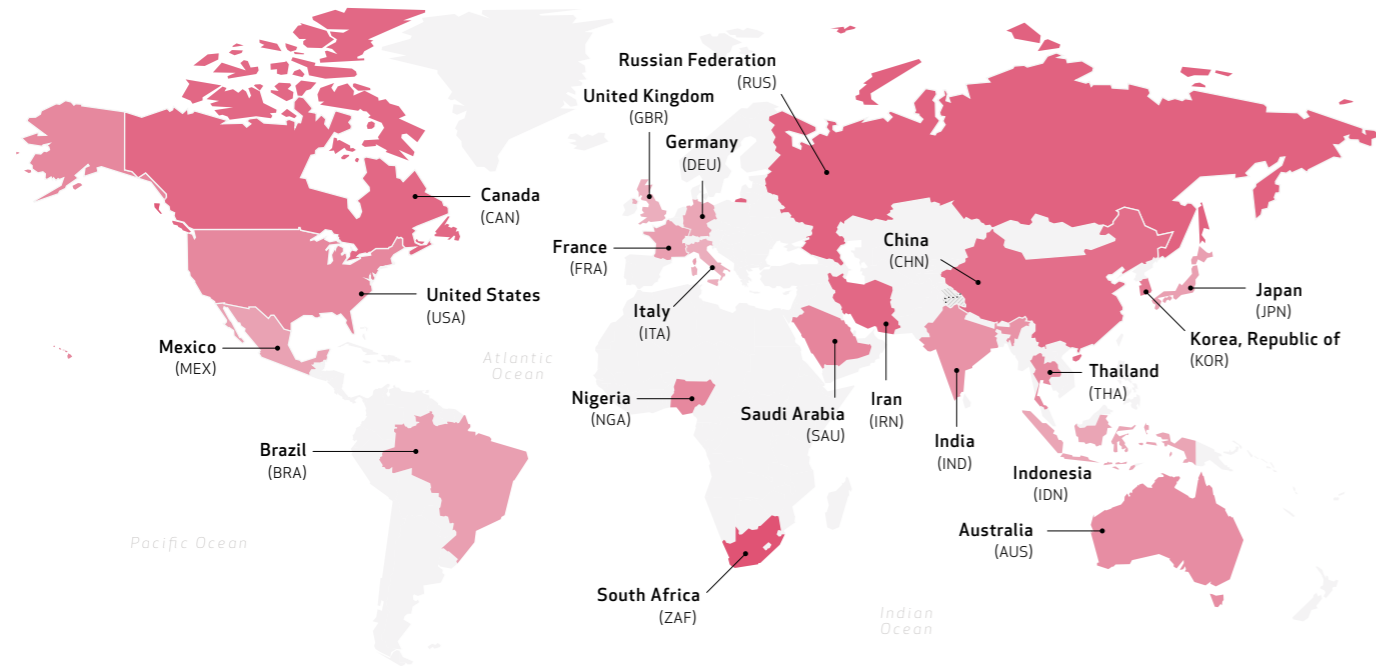 Russian Federation
(RUS)
United Kingdom
(GBR)
Germany
(DEU)
Canada
(CAN)
France
(FRA)
China
(CHN)
United States
(USA)
Italy
(ITA)
Japan
(JPN)
Mexico
(MEX)
Korea, Republic of
(KOR)
Atlantic
Ocean
Thailand
(THA)
Nigeria
(NGA)
Saudi Arabia
(SAU)
Iran
(IRN)
India
(IND)
Brazil
(BRA)
Indonesia
(IDN)
Australia
(AUS)
Pacific Ocean
South Africa
(ZAF)
Indian
Ocean